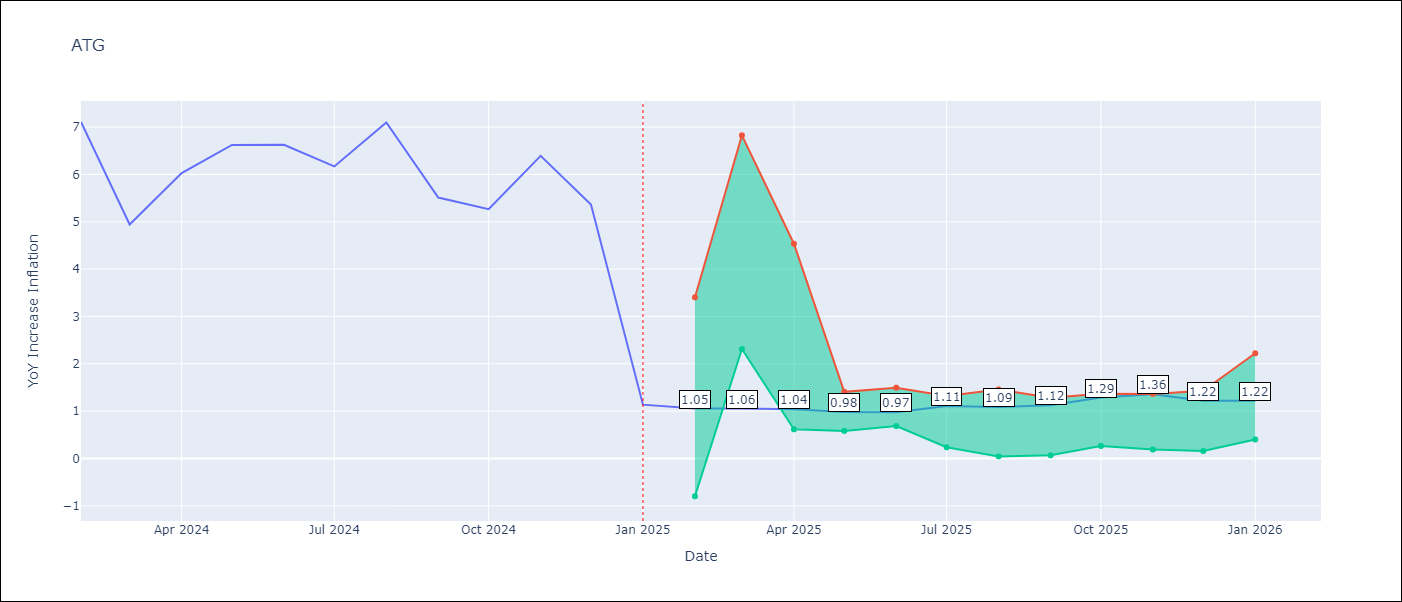 ATG
YoY Increase Inflation
7
6
5
4
3
2
1
0
−1
1.05
1.06
1.04
0.98
0.97
1.11
1.09
1.12
1.29
1.36
1.22
1.22
Apr 2024
Jul 2024
Oct 2024
Jan 2025
Apr 2025
Jul 2025
Oct 2025
Jan 2026
Date